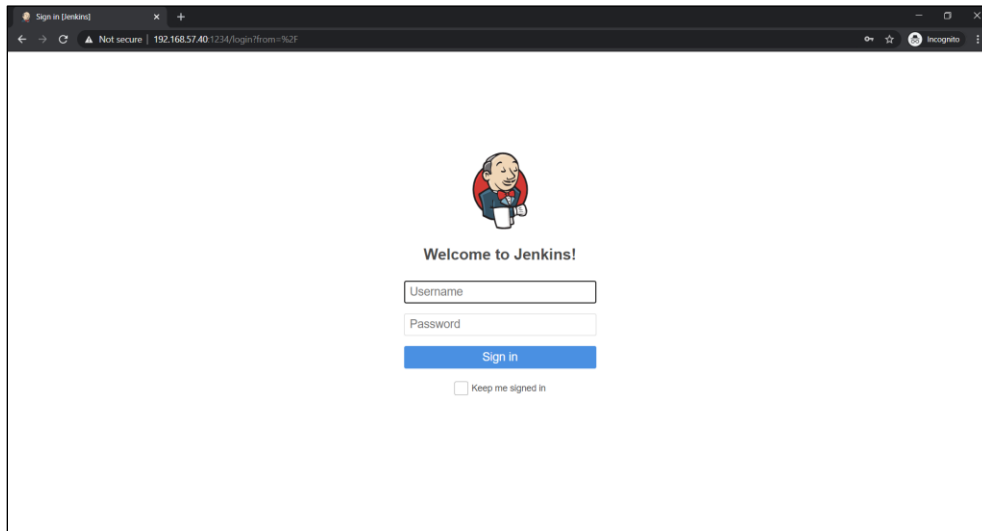 Sign in [Jenkins]
Not secure 192.168.57.40:1234/login?from=%2F Incognito
Welcome to Jenkins!
Username
Password
Sign in
Keep me signed in